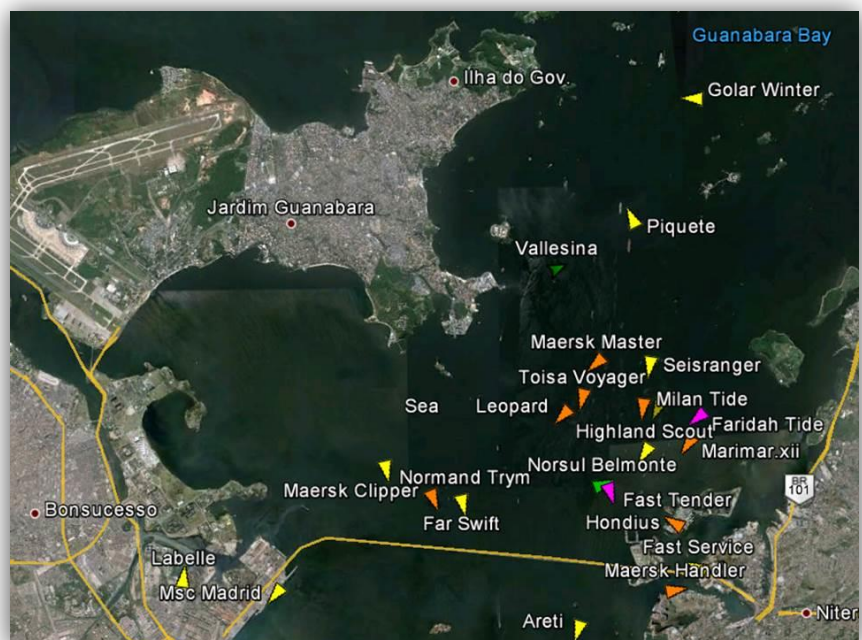 Guanabara Bay
Ilha do Gov.
Golar Winter
Jardim Guanabara
Piquete
Vallesina
Maersk Master
Seisranger
Toisa Voyager
Milan Tide
Sea
Leopard
Faridah Tide
Highland Scout
Marimar.xii
Norsul Belmonte
Normand Trym
Maersk Clipper
Fast Tender
Bonsucesso
Far Swift
Hondius
BR
101
Fast Service
Labelle
Maersk Handler
Msc Madrid
Areti
Niter